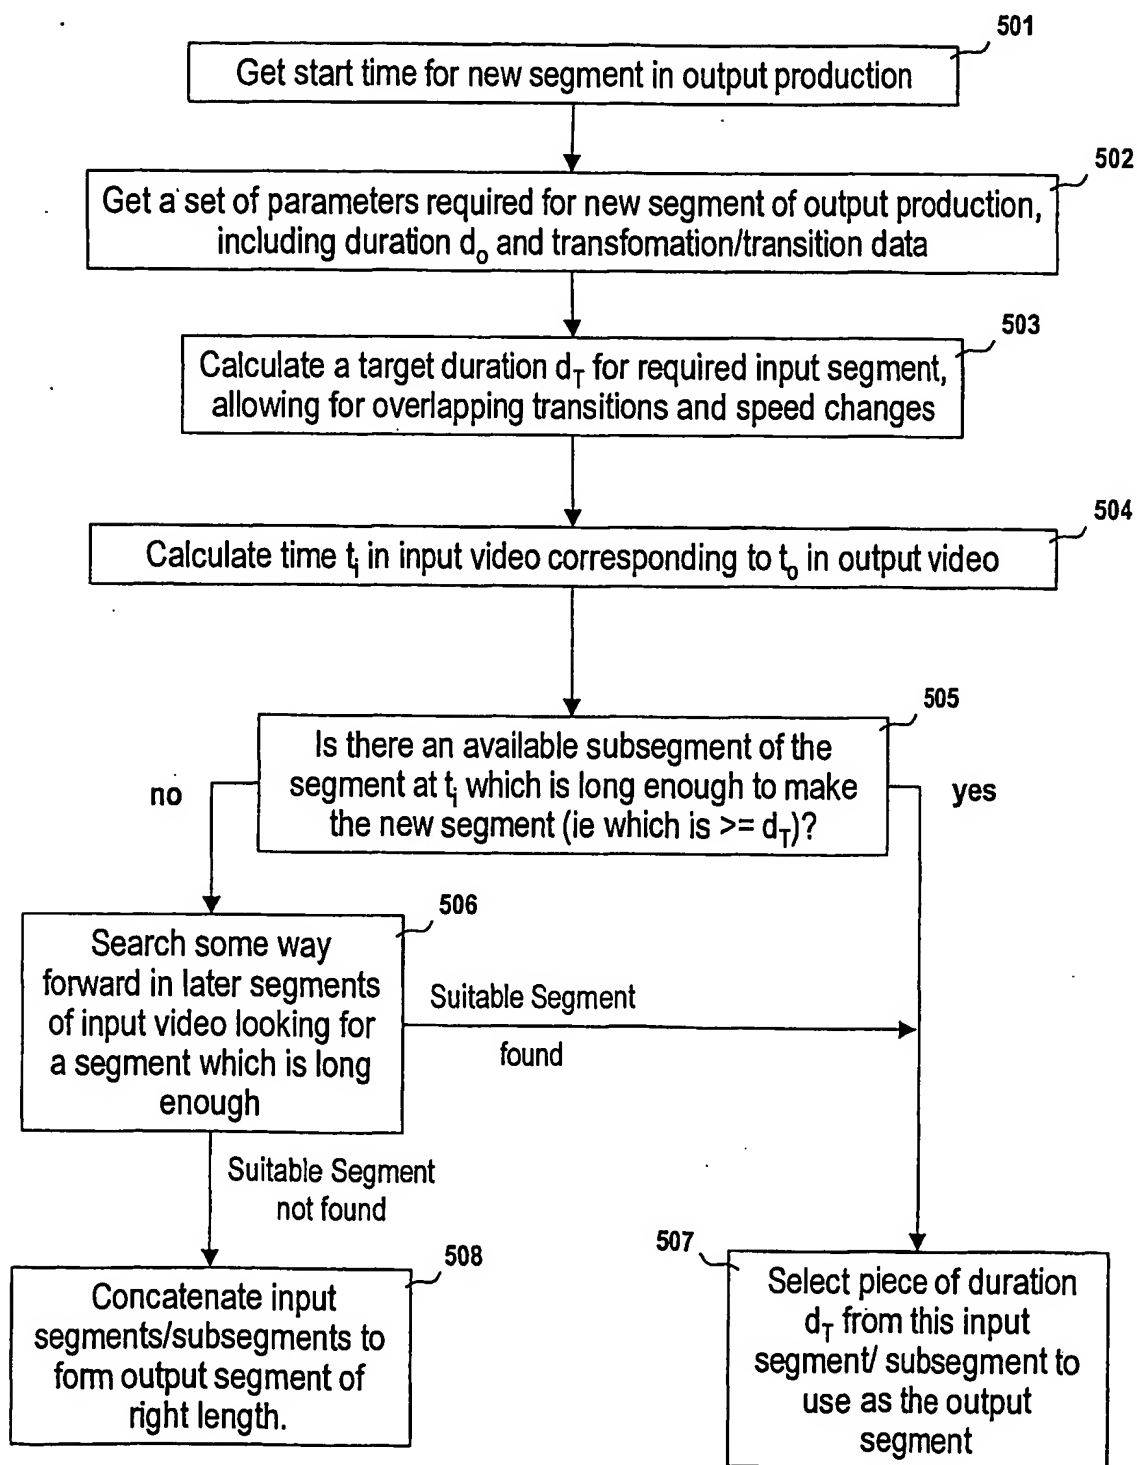 501
Get start time for new segment in output production
502
Get a set of parameters required for new segment of output production,
including duration do and transfomation/transition data
503
Calculate a target duration dT for required input segment,
allowing for overlapping transitions and speed changes
504
Calculate time ti in input video corresponding to to in output video
505
Is there an available subsegment of the
segment at ti which is long enough to make
the new segment (ie which is >= dT)?
no
yes
506
Search some way
forward in later segments
of input video looking for
a segment which is long
enough
Suitable Segment
found
Suitable Segment
not found
508
Concatenate input
segments/subsegments to
form output segment of
right length.
507
Select piece of duration
dT from this input
segment/ subsegment to
use as the output
segment